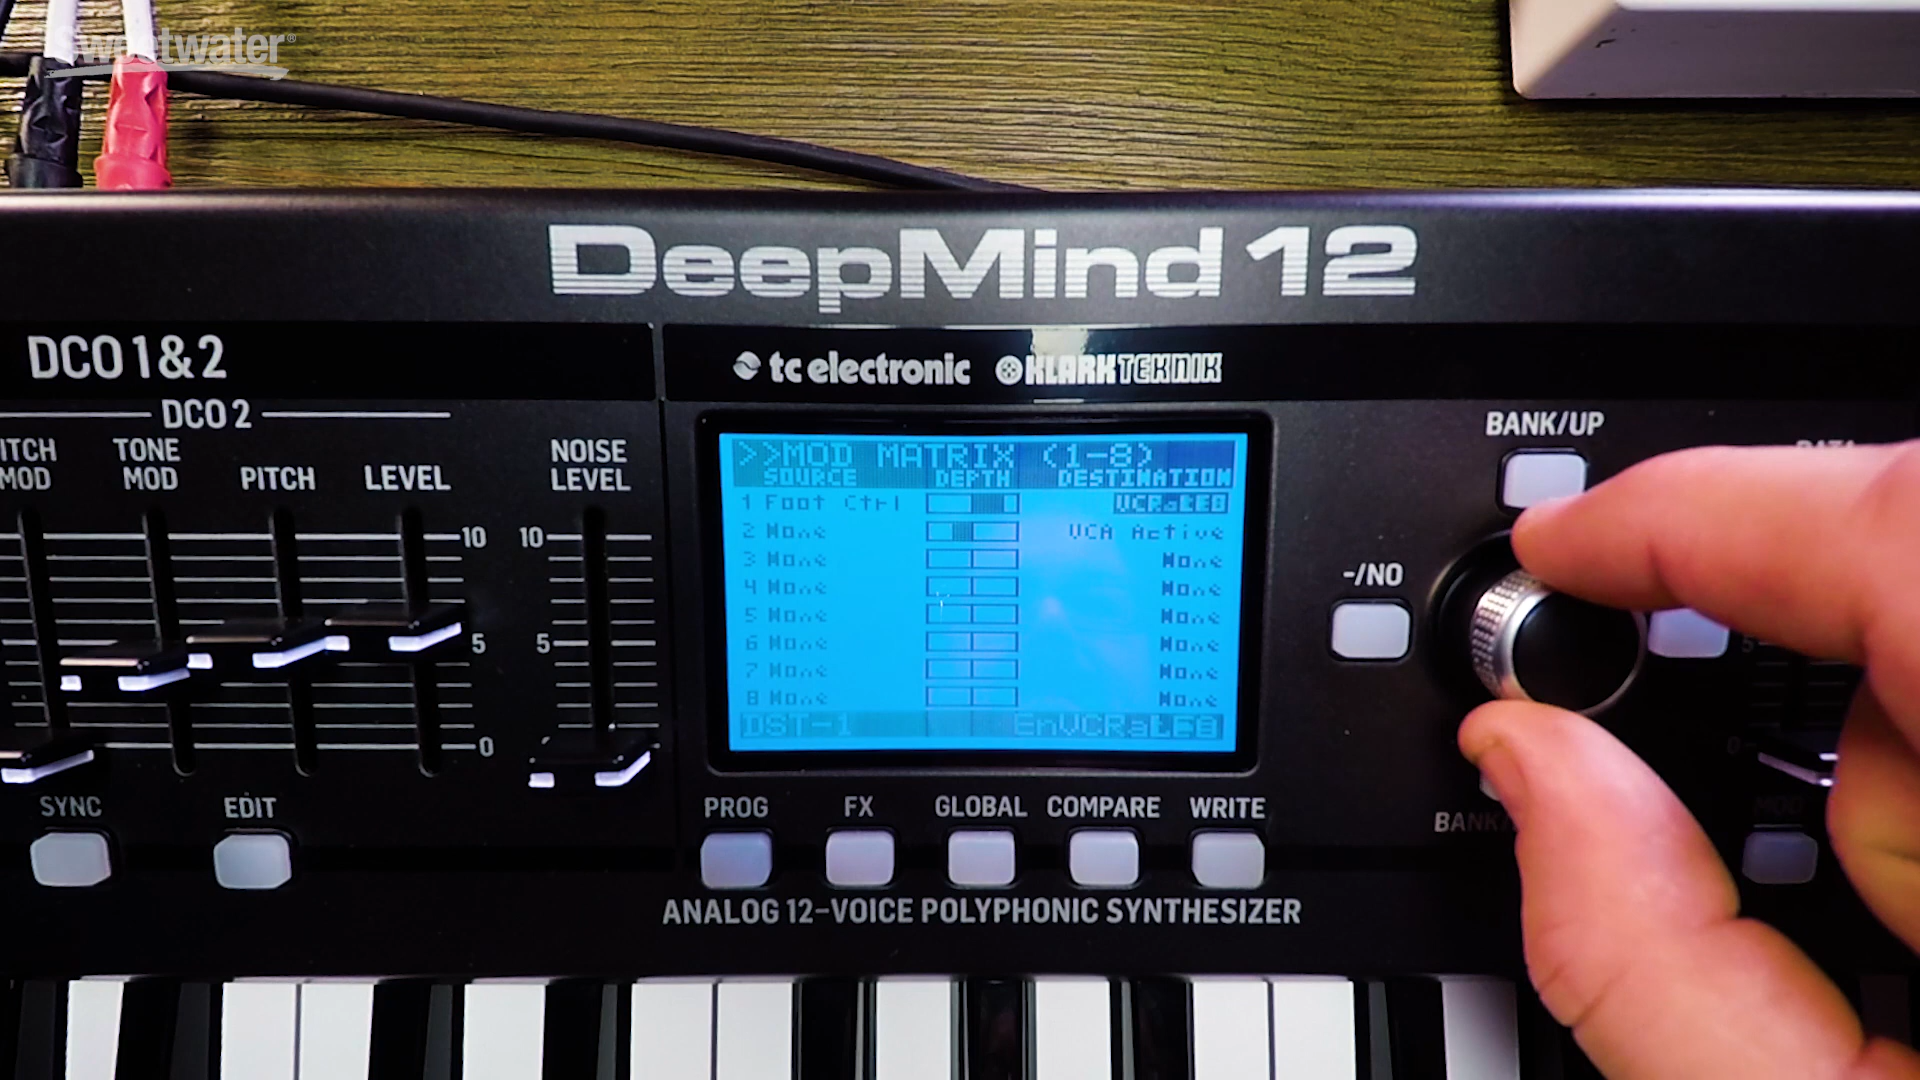 Sweetwater®
DeepMind 12
DCO 1 & 2
tc electronic KLARK TEKNIK
DCO 2
MOD
TONE MOD
PITCH
LEVEL
NOISE LEVEL
10
5
0
10
5
SYNC
EDIT
>>MOD MATRIX (1-8)
SOURCE DEPTH DESTINATION
1 Foot Ctrl
2 None VCA Active
3 None None
4 None None
5 None None
6 None None
7 None None
8 None None
DST-1
BANK/UP
-/NO
PROG FX GLOBAL COMPARE WRITE
ANALOG 12-VOICE POLYPHONIC SYNTHESIZER